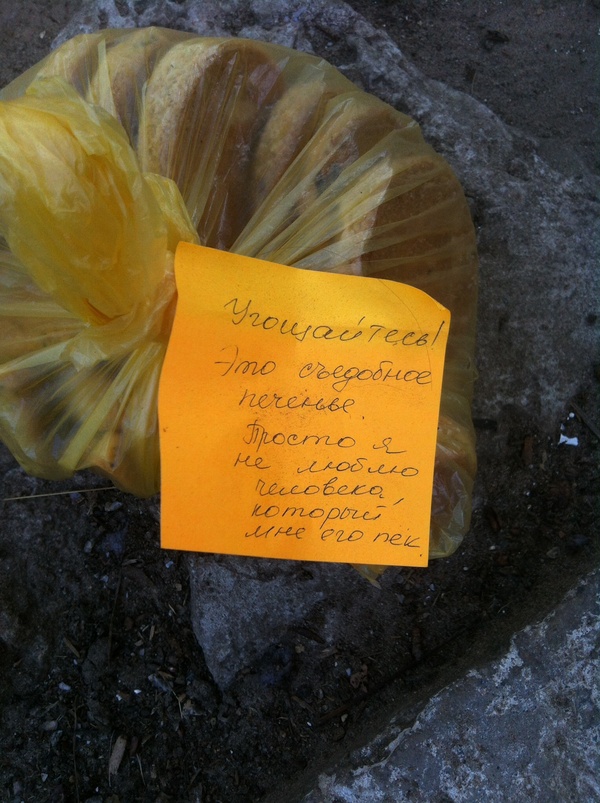 Угощайтесь!
Это съедобное
печенье.
Просто я
не люблю
человека,
который
мне его пек.